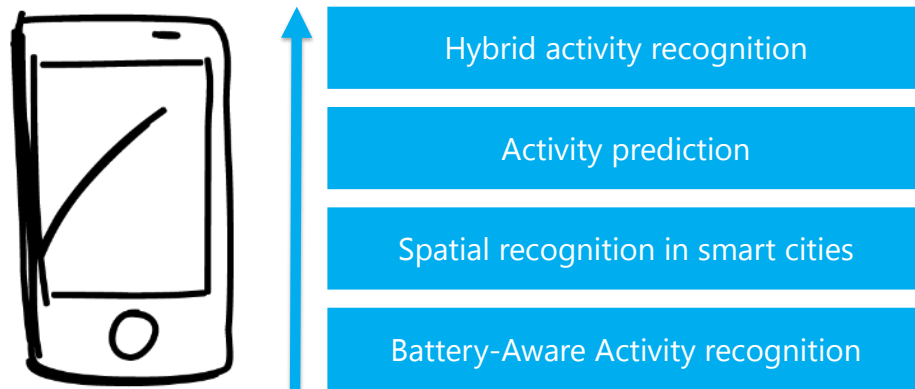 Hybrid activity recognition
Activity prediction
Spatial recognition in smart cities
Battery-Aware Activity recognition